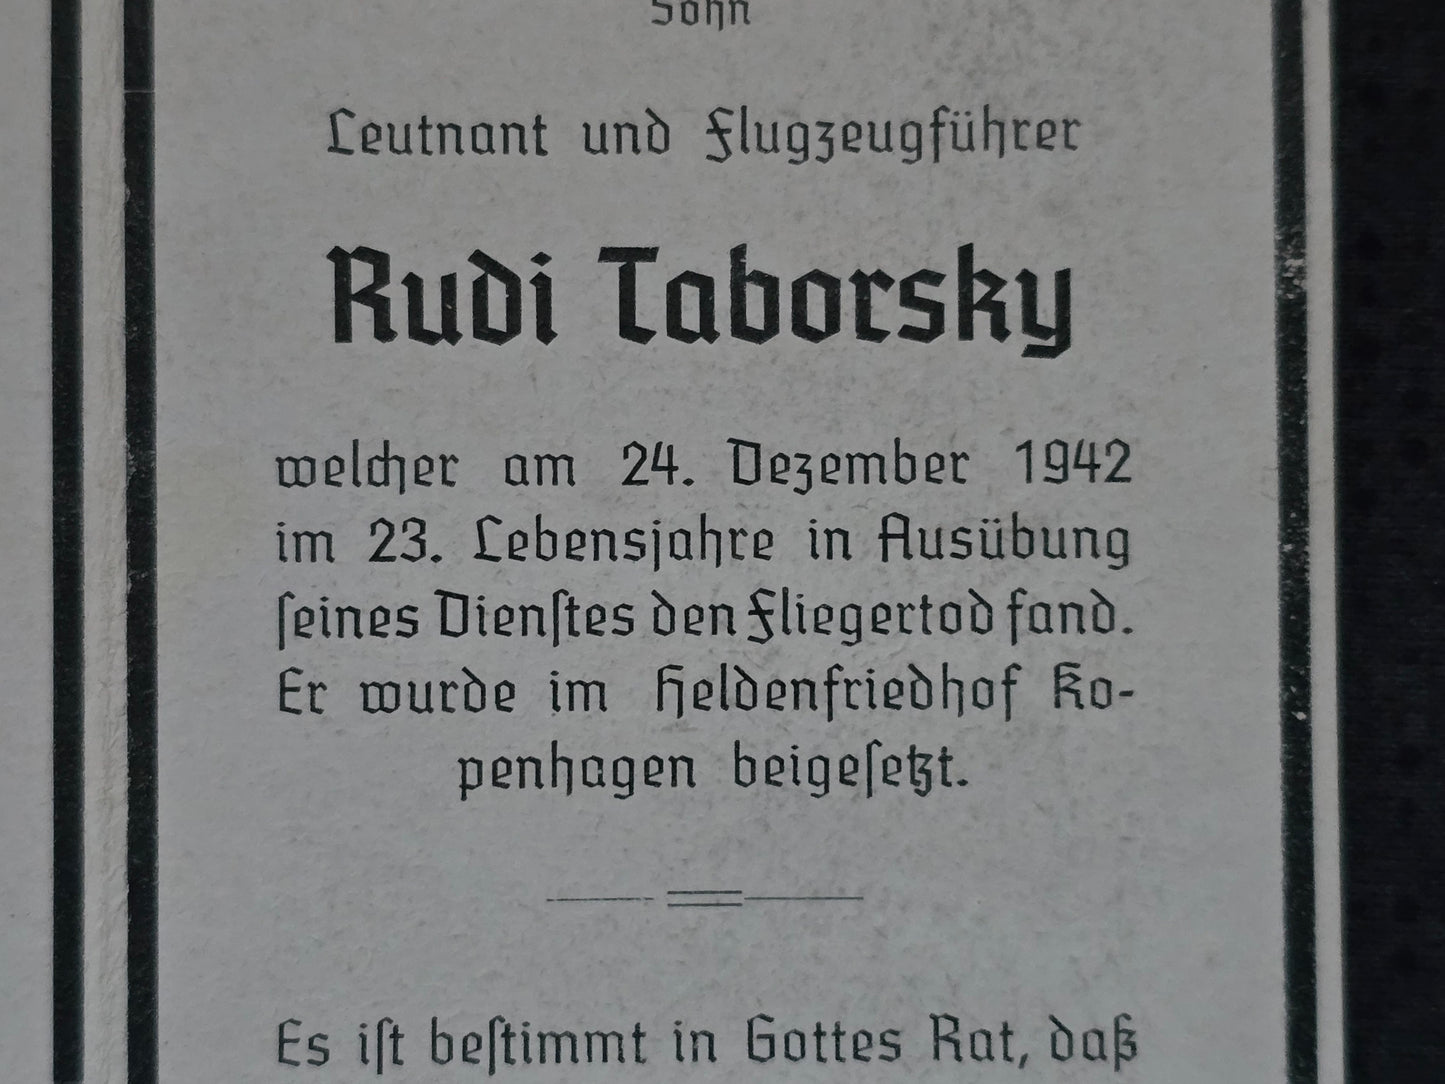 Sohn
Leutnant und Flugzeugführer
Rudi Taborsky
welcher am 24. Dezember 1942
im 23. Lebensjahre in Ausübung
ſeines Dienſtes den Fliegertod fand.
Er wurde im Heldenfriedhof Ko-
penhagen beigeſetzt.
Es iſt beſtimmt in Gottes Rat, daß